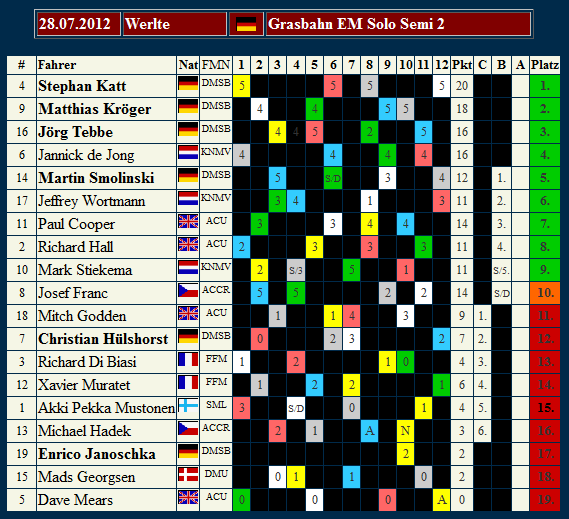 28.07.2012 Werlte Grasbahn EM Solo Semi 2
# Fahrer Nat FMN 1 2 3 4 5 6 7 8 9 10 11 12 Pkt C B A Platz
4 Stephan Katt DMSB 5 5 5 5 20 1.
9 Matthias Kröger DMSB 4 4 5 5 18 2.
16 Jörg Tebbe DMSB 4 4 5 2 5 16 3.
6 Jannick de Jong KNMV 4 4 4 4 16 4.
14 Martin Smolinski DMSB 5 S/D 3 4 12 1. 5.
17 Jeffrey Wortmann KNMV 3 4 1 3 11 2. 6.
11 Paul Cooper ACU 3 3 4 4 14 3. 7.
2 Richard Hall ACU 2 3 3 3 11 4. 8.
10 Mark Stiekema KNMV 2 S/3 5 1 11 S/5. 9.
8 Josef Franc ACCR 5 5 2 2 14 S/D 10.
18 Mitch Godden ACU 1 1 4 3 9 1. 11.
7 Christian Hülshorst DMSB 0 2 3 2 7 2. 12.
3 Richard Di Biasi FFM 1 2 1 0 4 3. 13.
12 Xavier Muratet FFM 1 2 2 1 6 4. 14.
1 Akki Pekka Mustonen SML 3 S/D 0 1 4 5. 15.
13 Michael Hadek ACCR 2 1 A N 3 6. 16.
19 Enrico Janoschka DMSB 2 2 17.
15 Mads Georgsen DMU 0 1 1 0 2 18.
5 Dave Mears ACU 0 0 0 A 0 19.